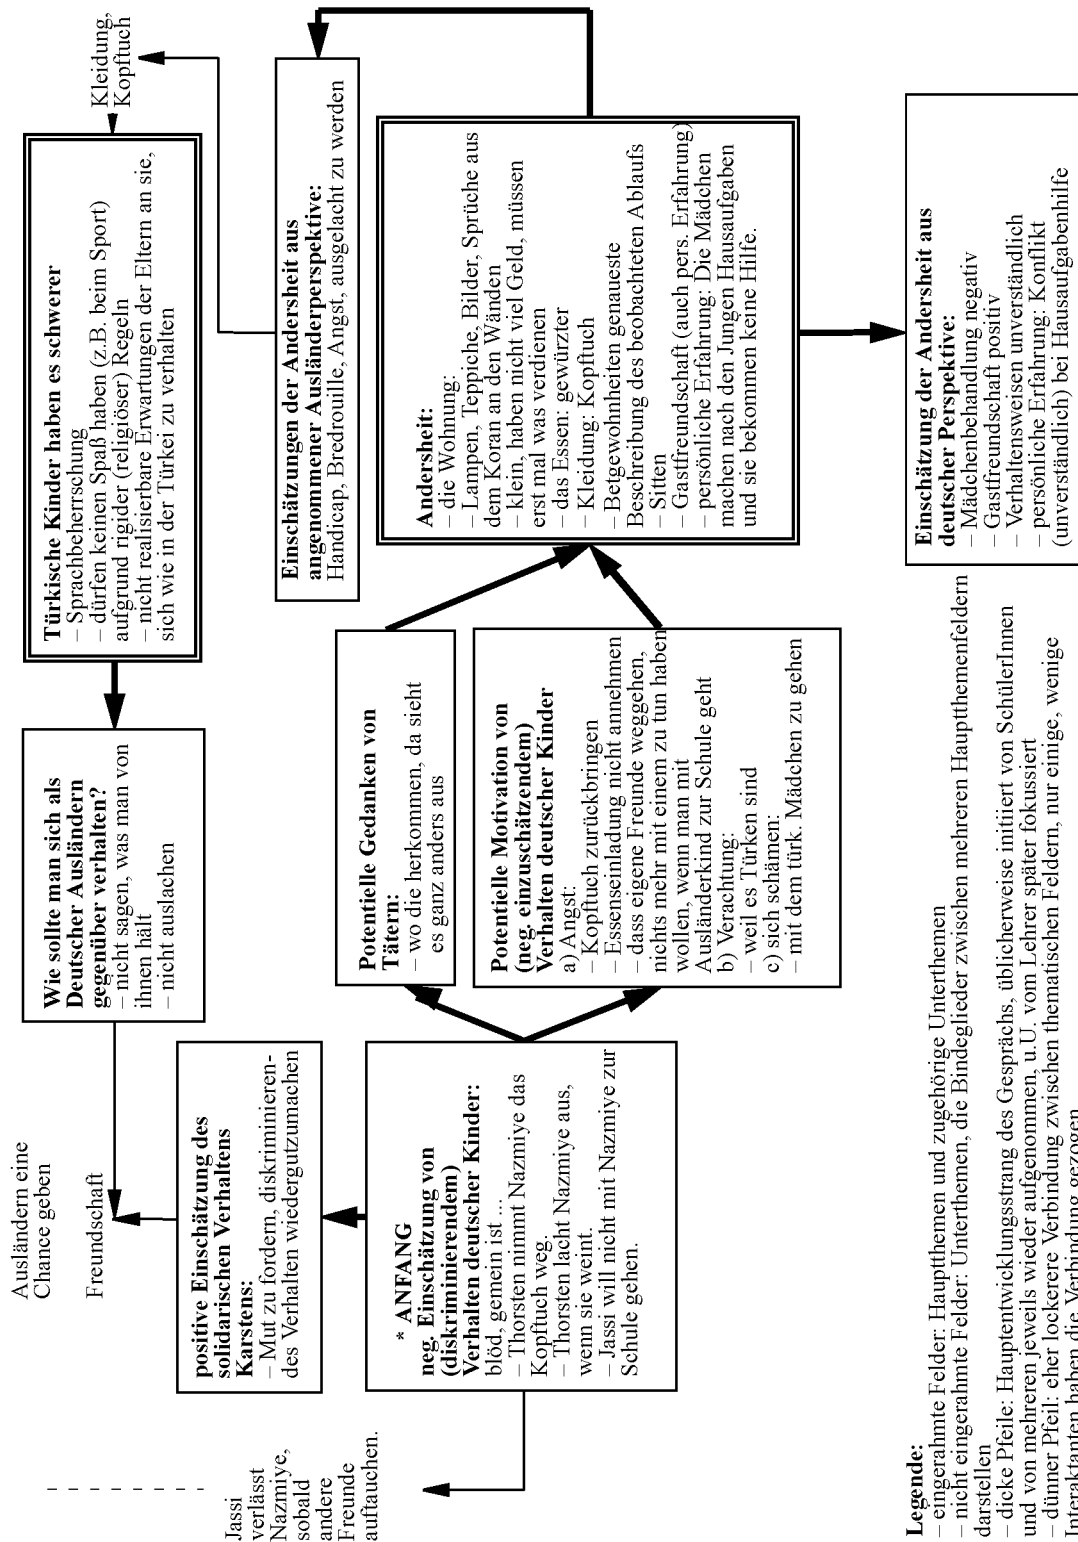 Ausländern eine
Chance geben
Freundschaft
Jassi
verlässt
Nazmiye,
sobald
andere
Freunde
auftauchen.
positive Einschätzung des
solidarischen Verhaltens
Karstens:
– Mut zu fordern, diskriminieren-
des Verhalten wiedergutzumachen
* ANFANG
neg. Einschätzung von
(diskriminierendem)
Verhalten deutscher Kinder:
blöd, gemein ist ...
– Thorsten nimmt Nazmiye das
Kopftuch weg.
– Thorsten lacht Nazmiye aus,
wenn sie weint.
– Jassi will nicht mit Nazmiye zur
Schule gehen.
Wie sollte man sich als
Deutscher Ausländern
gegenüber verhalten?
– nicht sagen, was man von
ihnen hält
– nicht auslachen
Potentielle Gedanken von
Tätern:
– wo die herkommen, da sieht
es ganz anders aus
Potentielle Motivation von
(neg. einzuschätzendem)
Verhalten deutscher Kinder
a) Angst:
– Kopftuch zurückbringen
– Essenseinladung nicht annehmen
– dass eigene Freunde weggehen,
nichts mehr mit einem zu tun haben
wollen, wenn man mit
Ausländerkind zur Schule geht
b) Verachtung:
– weil es Türken sind
c) sich schämen:
– mit dem türk. Mädchen zu gehen
Türkische Kinder haben es schwerer
– Sprachbeherrschung
– dürfen keinen Spaß haben (z.B. beim Sport)
aufgrund rigider (religiöser) Regeln
– nicht realisierbare Erwartungen der Eltern an sie,
sich wie in der Türkei zu verhalten
Kleidung,
Kopftuch
Einschätzungen der Andersheit aus
angenommener Ausländerperspektive:
Handicap, Bedrouille, Angst, ausgelacht zu werden
Andersheit:
– die Wohnung:
– Lampen, Teppiche, Bilder, Sprüche aus
dem Koran an den Wänden
– klein, haben nicht viel Geld, müssen
erst mal was verdienen
– das Essen: gewürzter
– Kleidung: Kopftuch
– Betgewohnheiten genaueste
Beschreibung des beobachteten Ablaufs
– Sitten
– Gastfreundschaft (auch pers. Erfahrung)
– persönliche Erfahrung: Die Mädchen
machen nach den Jungen Hausaufgaben
und sie bekommen keine Hilfe.
Einschätzung der Andersheit aus
deutscher Perspektive:
– Mädchenbehandlung negativ
– Gastfreundschaft positiv
– Verhaltensweisen unverständlich
– persönliche Erfahrung: Konflikt
(unverständlich) bei Hausaufgabenhilfe
Legende:
– eingerahmte Felder: Hauptthemen und zugehörige Unterthemen
– nicht eingerahmte Felder: Unterthemen, die Bindeglieder zwischen mehreren Hauptthemenfeldern
darstellen
– dicke Pfeile: Hauptentwicklungsstrang des Gesprächs, üblicherweise initiiert von SchülerInnen
und von mehreren jeweils wieder aufgenommen, u.U. vom Lehrer später fokussiert
– dünner Pfeil: eher lockerere Verbindung zwischen thematischen Feldern, nur einige, wenige
Interaktanten haben die Verbindung gezogen